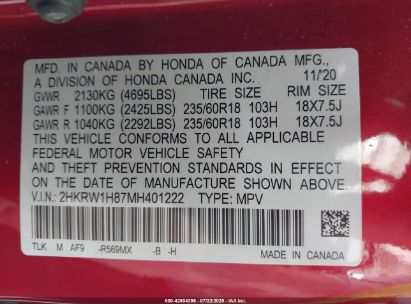 MFD. IN CANADA BY HONDA OF CANADA MFG.,
A DIVISION OF HONDA CANADA INC. 11/'20
GVWR 2130KG (4695LBS) TIRE SIZE RIM SIZE
GAWR F 1100KG (2425LBS) 235/60R18 103H 18X7.5J
GAWR R 1040KG (2292LBS) 235/60R18 103H 18X7.5J
THIS VEHICLE CONFORMS TO ALL APPLICABLE
FEDERAL MOTOR VEHICLE SAFETY
AND THEFT PREVENTION STANDARDS IN EFFECT
ON THE DATE OF MANUFACTURE SHOWN ABOVE.
V.I.N.: 2HKRW1H87MH401222 TYPE: MPV
TLK M AF9 -R569MX -B -H
MADE IN CANADA